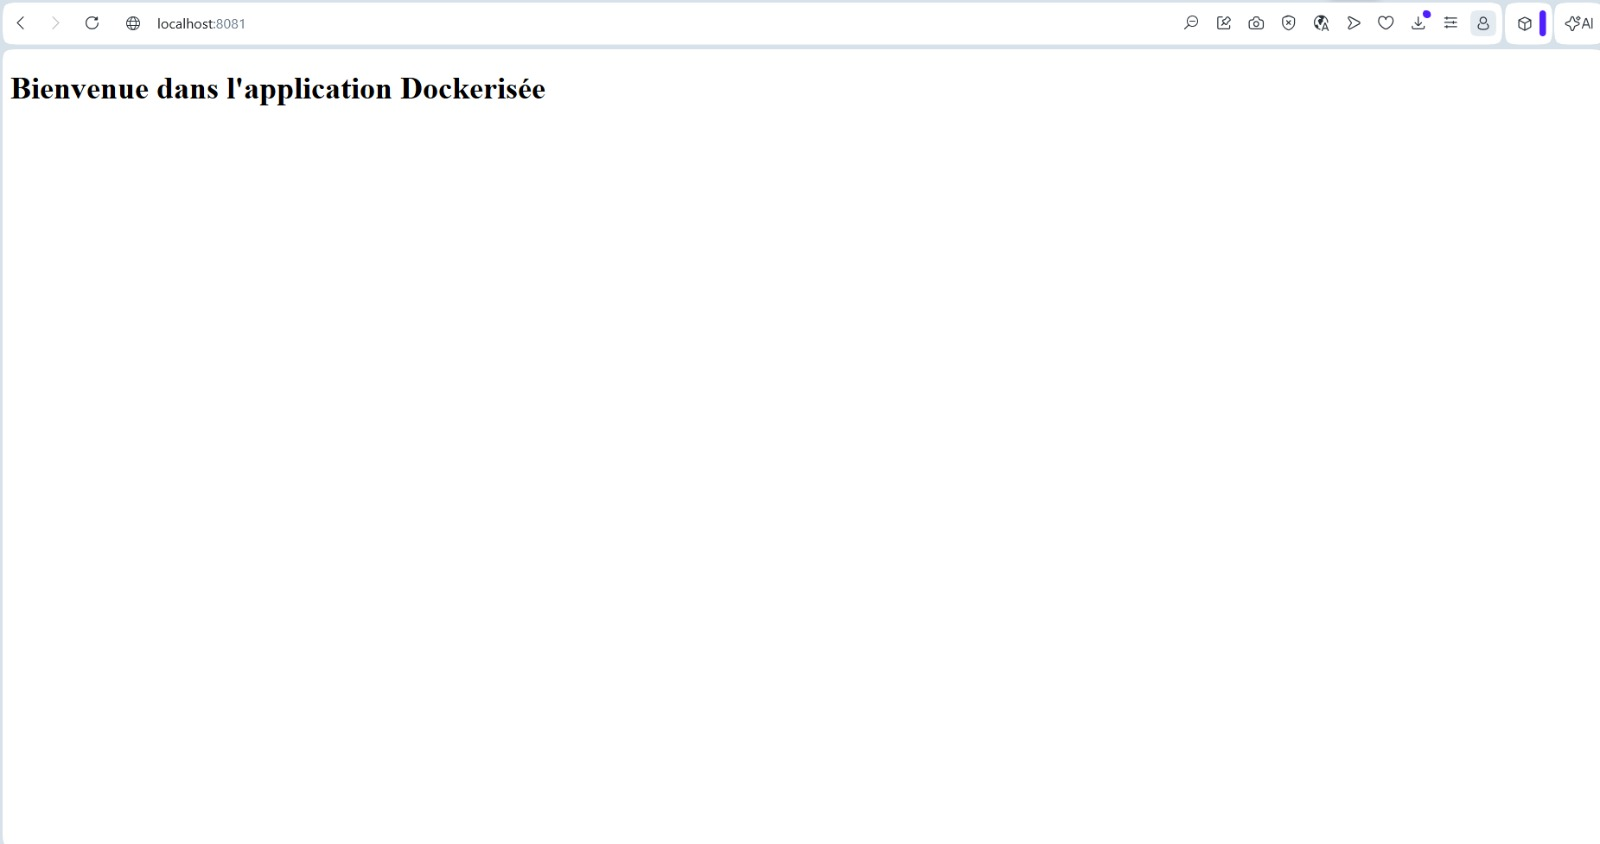 localhost:8081
AI
Bienvenue dans l'application Dockerisée